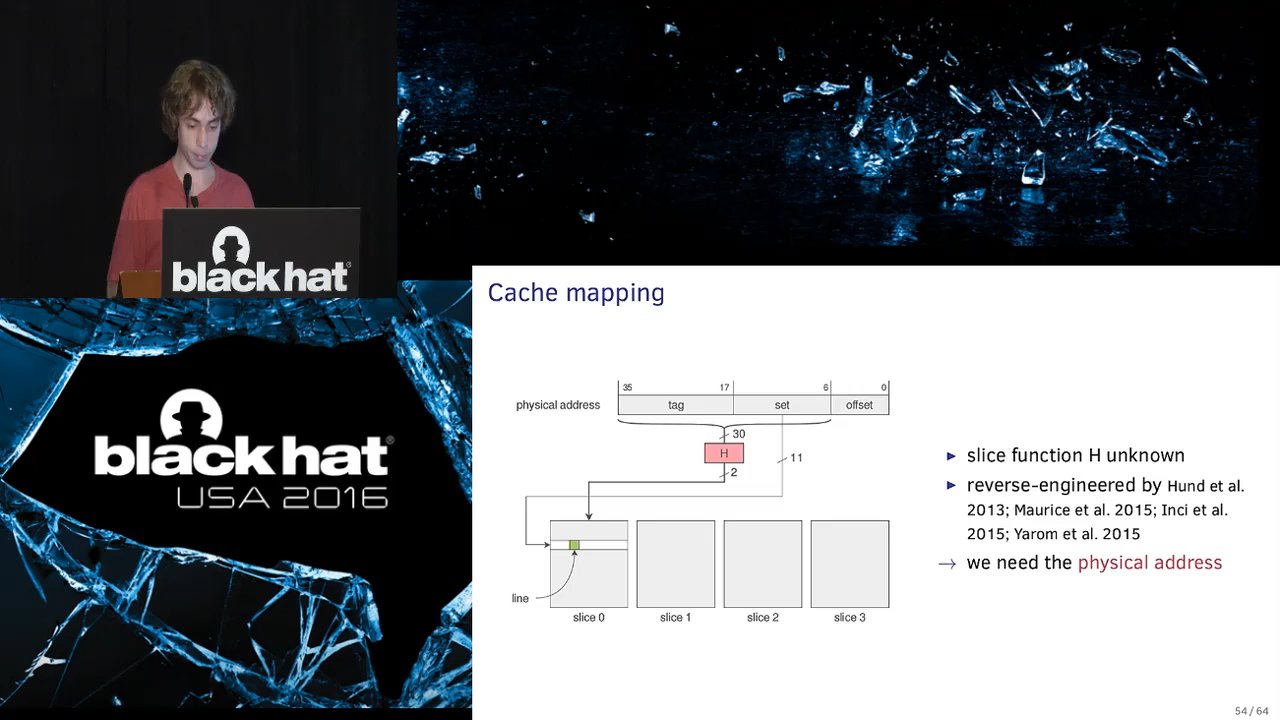 black hat
black hat
USA 2016
Cache mapping
35 17 6 0
physical address tag set offset
30
H
11
2
line
slice 0 slice 1 slice 2 slice 3
slice function H unknown
reverse-engineered by Hund et al.
2013; Maurice et al. 2015; Inci et al.
2015; Yarom et al. 2015
→ we need the physical address
54 / 64